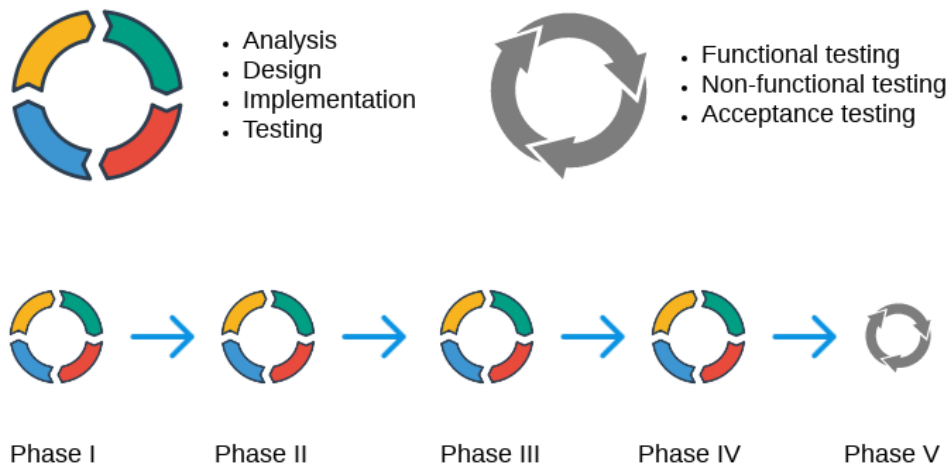 • Analysis
• Design
• Implementation
• Testing
• Functional testing
• Non-functional testing
• Acceptance testing
Phase I
Phase II
Phase III
Phase IV
Phase V